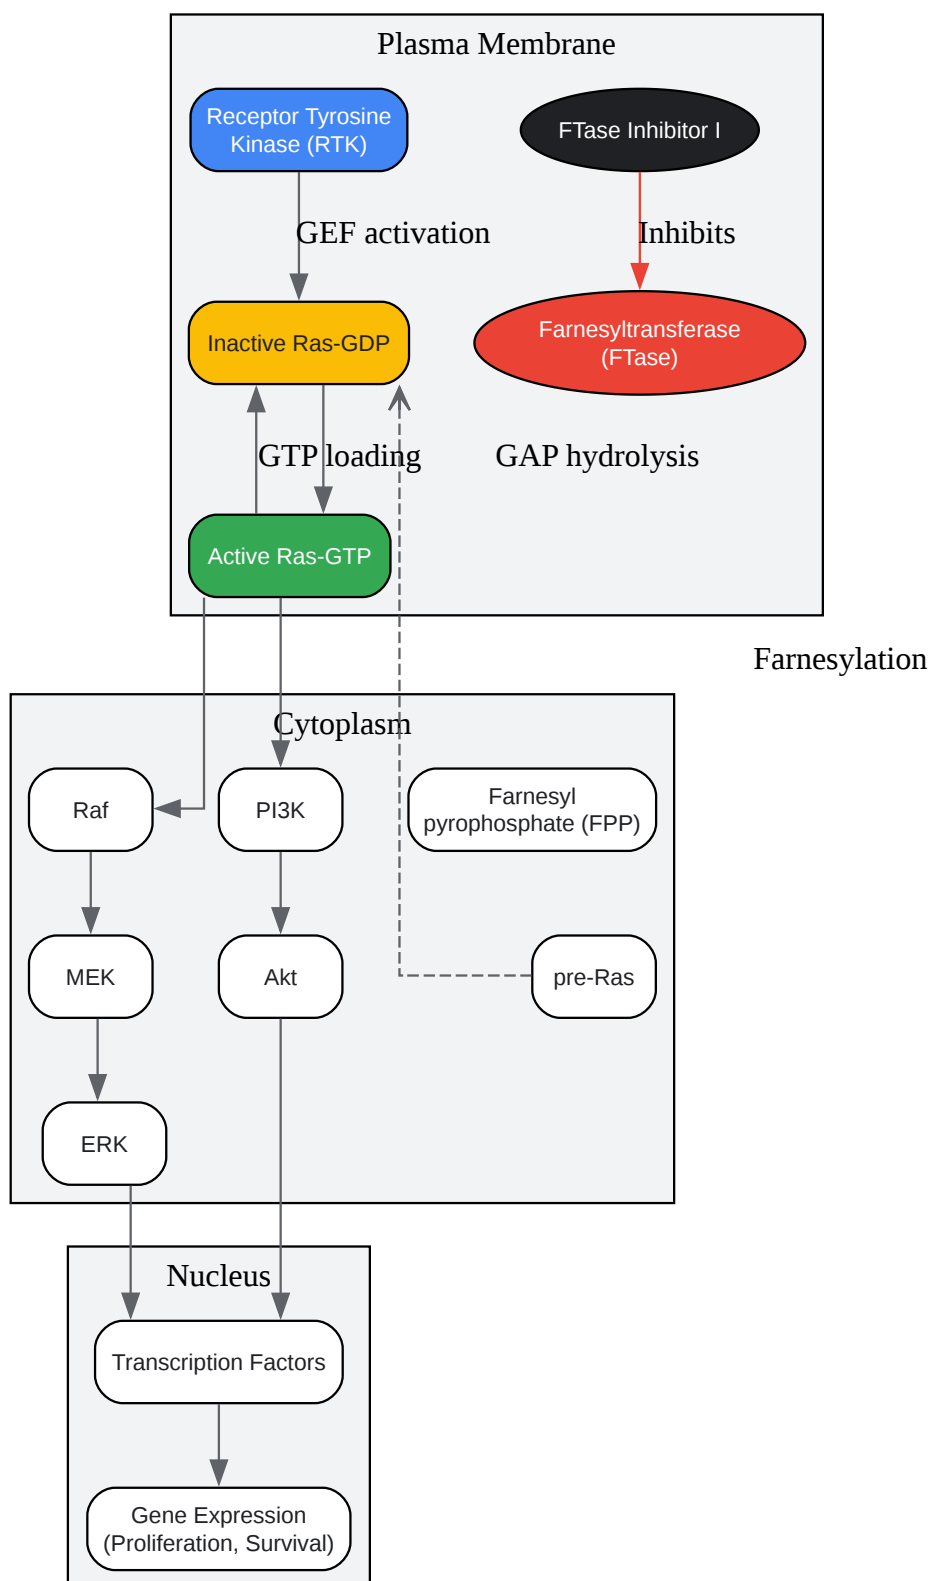 Plasma Membrane
Receptor Tyrosine
Kinase (RTK)
FTase Inhibitor I
GEF activation
Inhibits
Inactive Ras-GDP
Farnesyltransferase
(FTase)
GTP loading
GAP hydrolysis
Active Ras-GTP
Farnesylation
Cytoplasm
Raf
PI3K
Farnesyl
pyrophosphate (FPP)
MEK
Akt
pre-Ras
ERK
Nucleus
Transcription Factors
Gene Expression
(Proliferation, Survival)